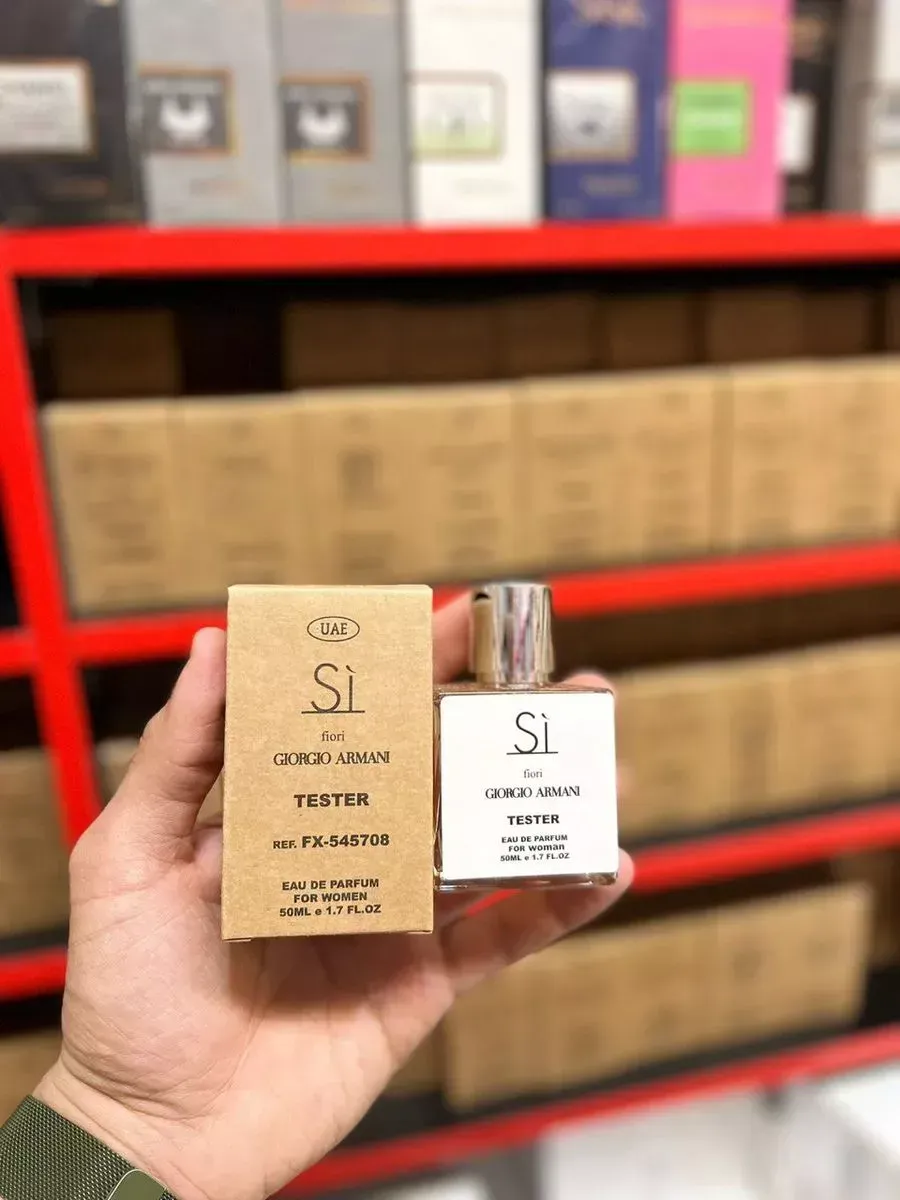 UAE
Sì
fiori
GIORGIO ARMANI
TESTER
REF. FX-545708
EAU DE PARFUM
FOR WOMEN
50ML e 1.7 FL.OZ
Sì
fiori
GIORGIO ARMANI
TESTER
EAU DE PARFUM
FOR woman
50ML e 1.7 FL.OZ